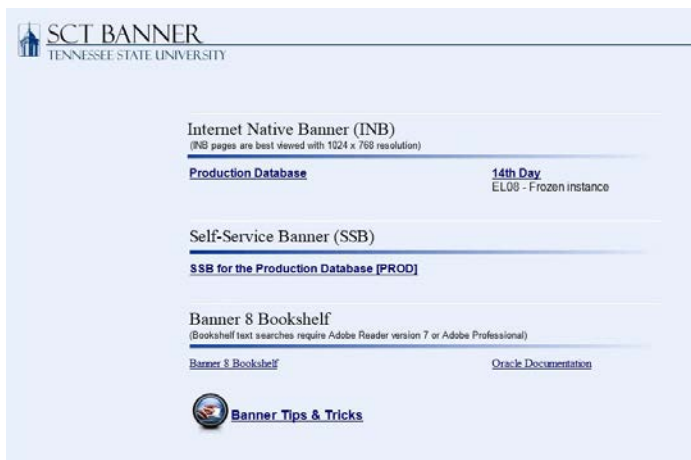 SCT BANNER
TENNESSEE STATE UNIVERSITY
Internet Native Banner (INB)
(INB pages are best viewed with 1024 x 768 resolution)
Production Database
14th Day
EL08 - Frozen instance
Self-Service Banner (SSB)
SSB for the Production Database [PROD]
Banner 8 Bookshelf
(Bookshelf text searches require Adobe Reader version 7 or Adobe Professional)
Banner 8 Bookshelf
Oracle Documentation
Banner Tips & Tricks